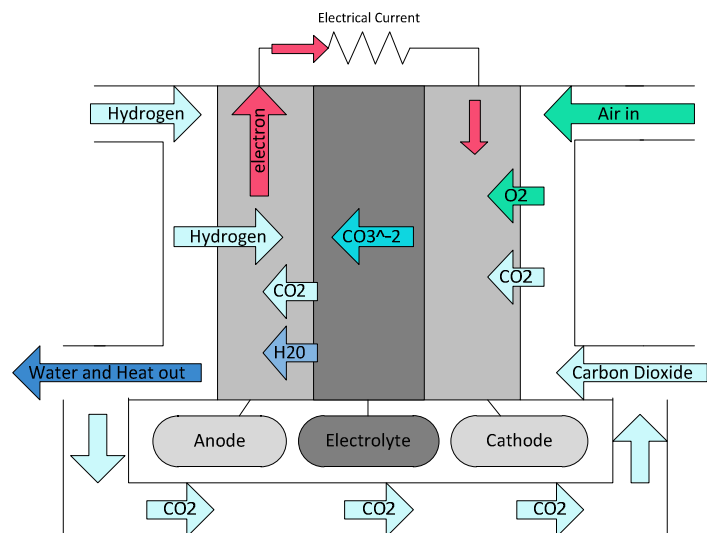 Electrical Current
Hydrogen
electron
Air in
O2
Hydrogen
CO3^-2
CO2
CO2
H20
Water and Heat out
Carbon Dioxide
Anode
Electrolyte
Cathode
CO2
CO2
CO2